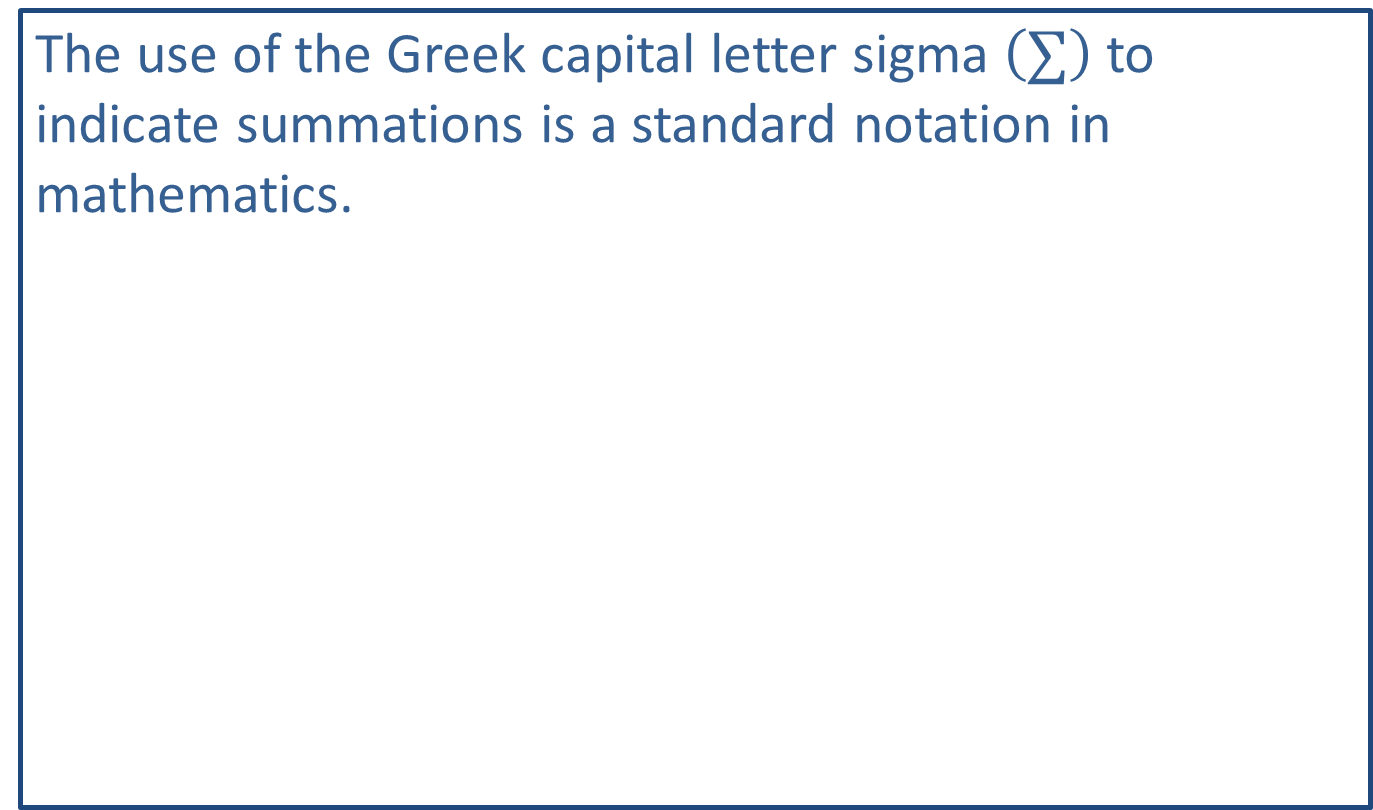 The use of the Greek capital letter sigma (∑) to
indicate summations is a standard notation in
mathematics.